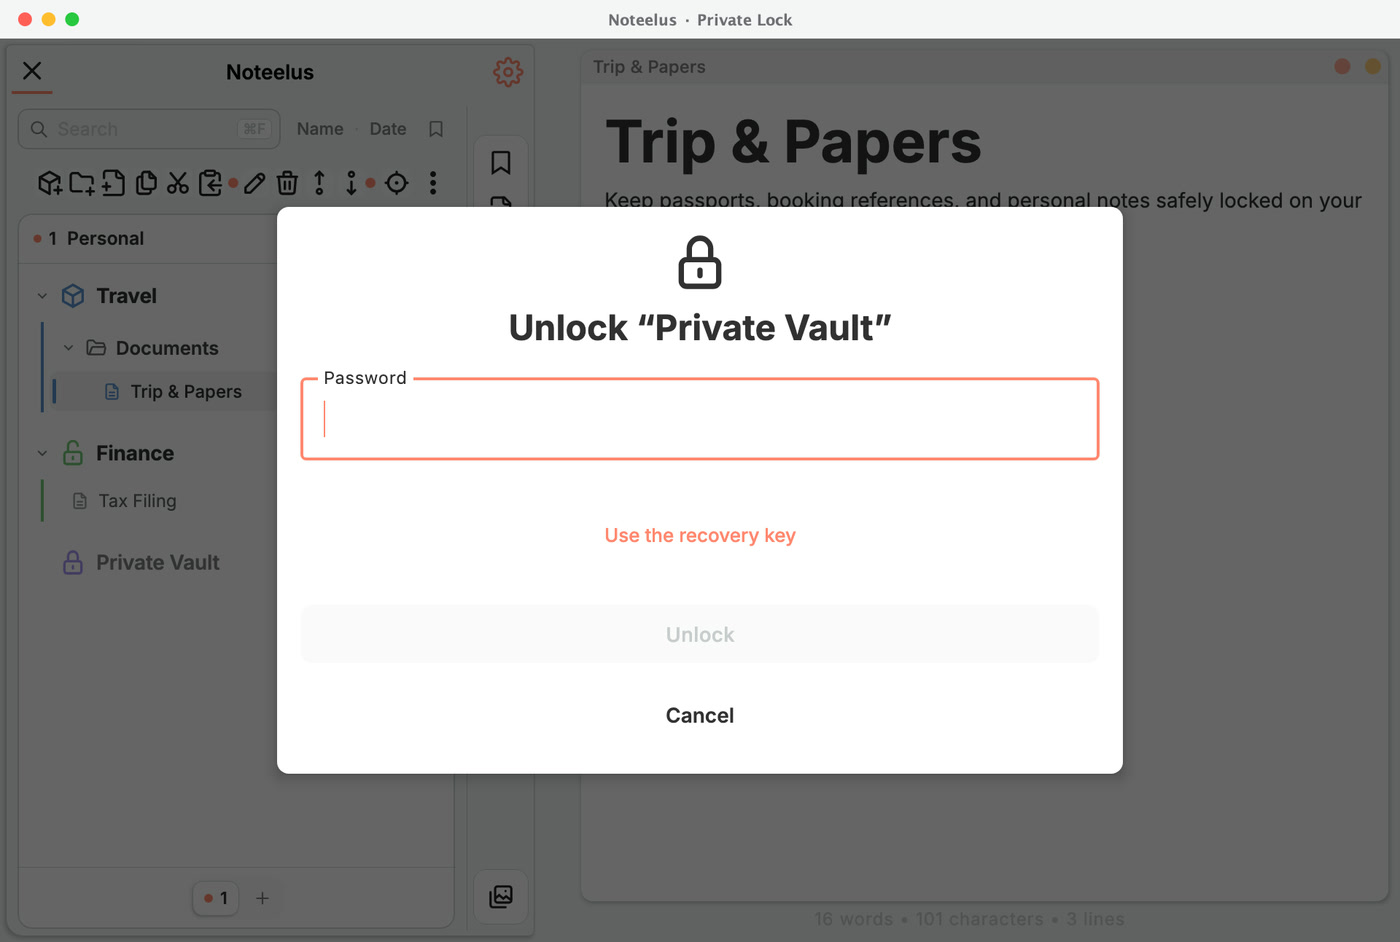 Noteelus · Private Lock
Noteelus
Search ⌘F Name · Date
1 Personal
Travel
Documents
Trip & Papers
Finance
Tax Filing
Private Vault
1 +
Trip & Papers
Trip & Papers
Keep passports, booking references, and personal notes safely locked on your
16 words • 101 characters • 3 lines
Unlock “Private Vault”
Password
Use the recovery key
Unlock
Cancel